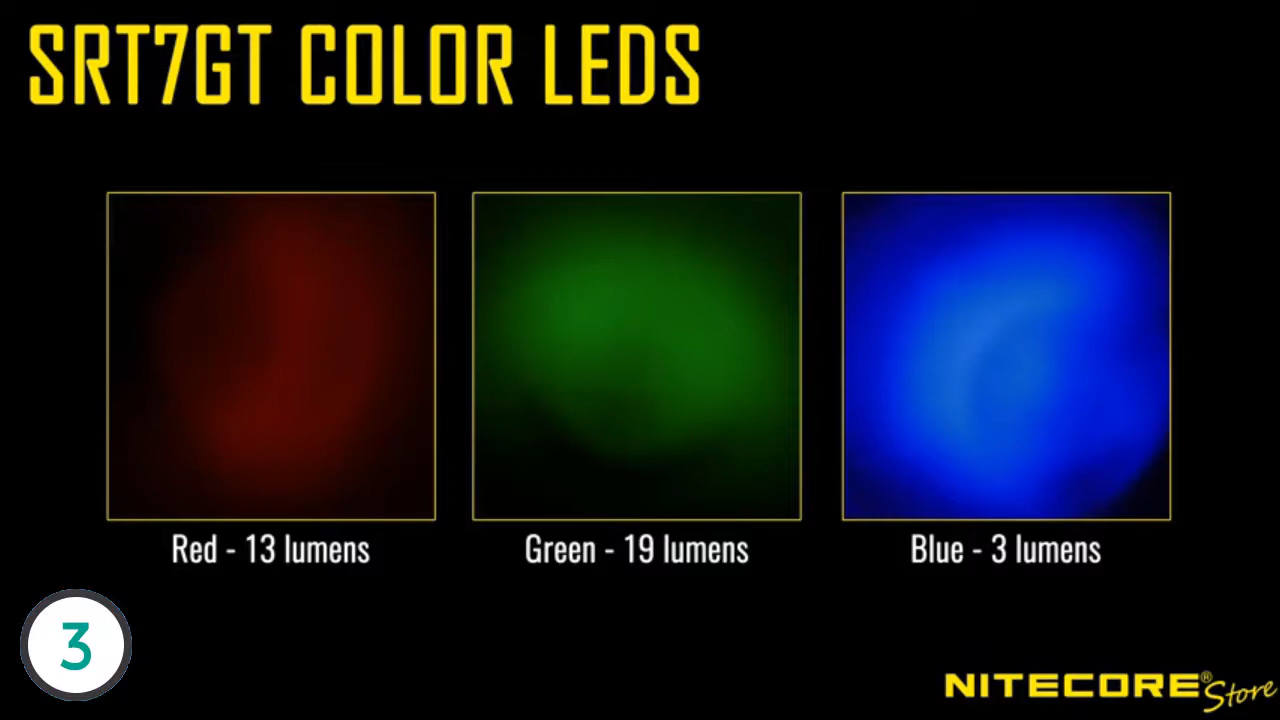 SRT7GT COLOR LEDS
Red - 13 lumens
Green - 19 lumens
Blue - 3 lumens
3
NITECORE® Store